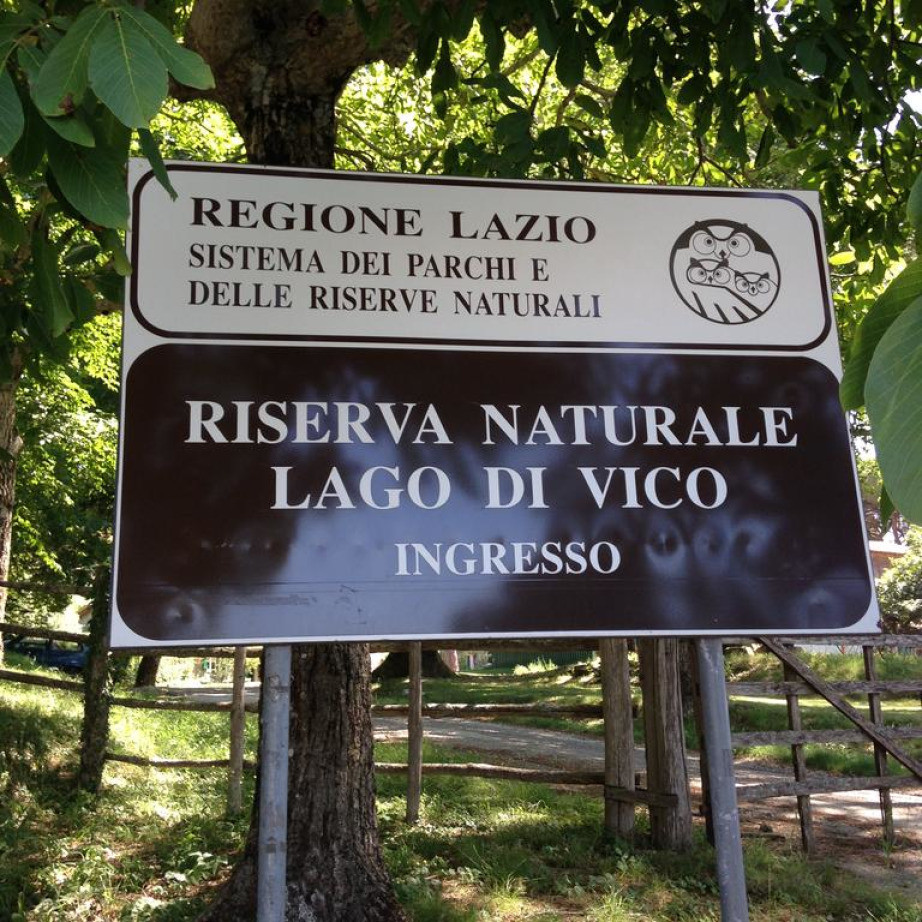 REGIONE LAZIO
SISTEMA DEI PARCHI E
DELLE RISERVE NATURALI
RISERVA NATURALE
LAGO DI VICO
INGRESSO